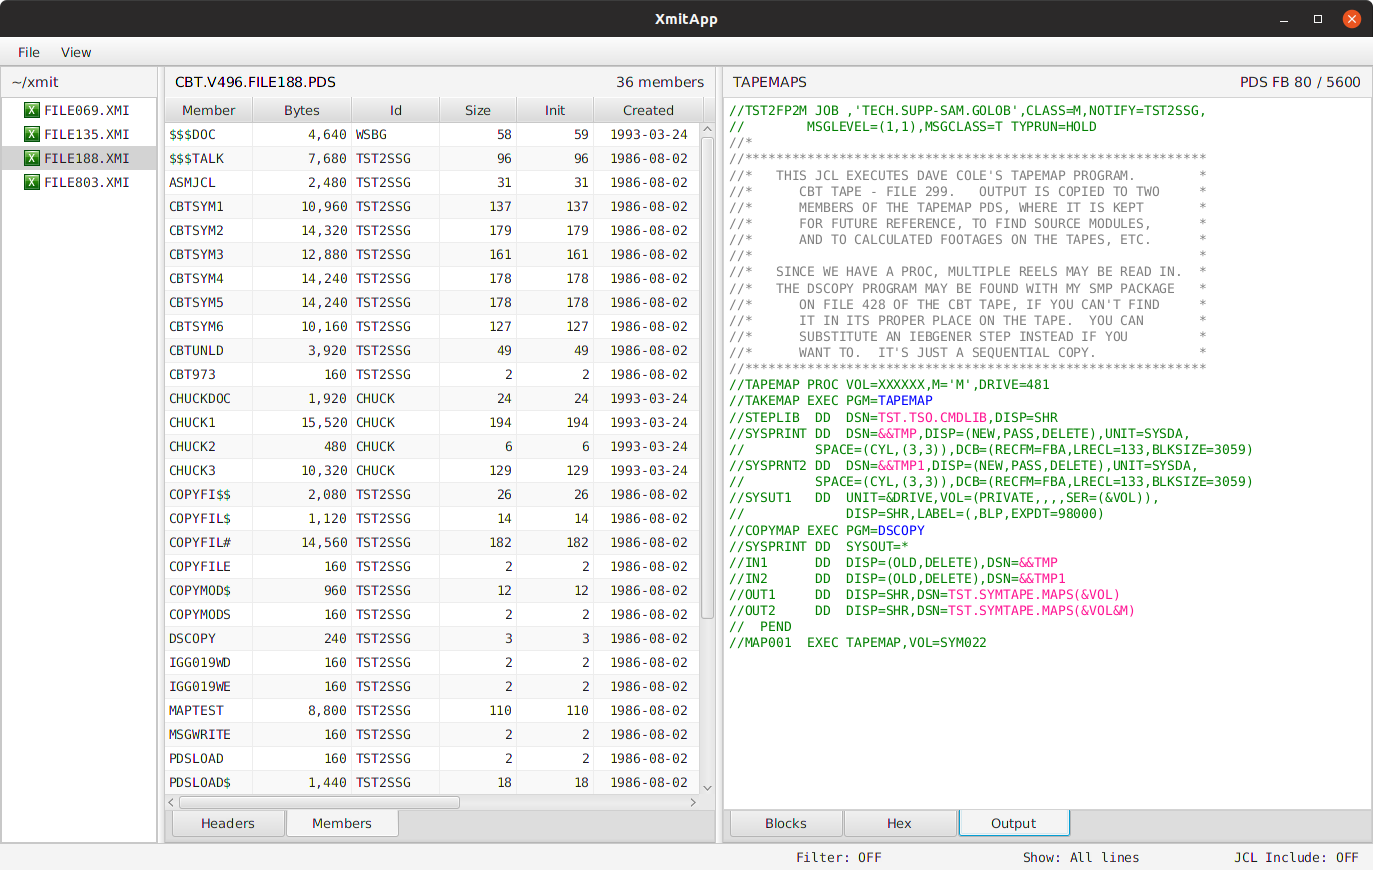 XmitApp
File View
~/xmit
FILE069.XMI
FILE135.XMI
FILE188.XMI
FILE803.XMI
CBT.V496.FILE188.PDS 36 members
Member Bytes Id Size Init Created
$$$DOC 4,640 WSBG 58 59 1993-03-24
$$$TALK 7,680 TST2SSG 96 96 1986-08-02
ASMJCL 2,480 TST2SSG 31 31 1986-08-02
CBTSYM1 10,960 TST2SSG 137 137 1986-08-02
CBTSYM2 14,320 TST2SSG 179 179 1986-08-02
CBTSYM3 12,880 TST2SSG 161 161 1986-08-02
CBTSYM4 14,240 TST2SSG 178 178 1986-08-02
CBTSYM5 14,240 TST2SSG 178 178 1986-08-02
CBTSYM6 10,160 TST2SSG 127 127 1986-08-02
CBTUNLD 3,920 TST2SSG 49 49 1986-08-02
CBT973 160 TST2SSG 2 2 1986-08-02
CHUCKDOC 1,920 CHUCK 24 24 1993-03-24
CHUCK1 15,520 CHUCK 194 194 1993-03-24
CHUCK2 480 CHUCK 6 6 1993-03-24
CHUCK3 10,320 CHUCK 129 129 1993-03-24
COPYFI$$ 2,080 TST2SSG 26 26 1986-08-02
COPYFIL$ 1,120 TST2SSG 14 14 1986-08-02
COPYFIL# 14,560 TST2SSG 182 182 1986-08-02
COPYFILE 160 TST2SSG 2 2 1986-08-02
COPYMOD$ 960 TST2SSG 12 12 1986-08-02
COPYMODS 160 TST2SSG 2 2 1986-08-02
DSCOPY 240 TST2SSG 3 3 1986-08-02
IGG019WD 160 TST2SSG 2 2 1986-08-02
IGG019WE 160 TST2SSG 2 2 1986-08-02
MAPTEST 8,800 TST2SSG 110 110 1986-08-02
MSGWRITE 160 TST2SSG 2 2 1986-08-02
PDSLOAD 160 TST2SSG 2 2 1986-08-02
PDSLOAD$ 1,440 TST2SSG 18 18 1986-08-02
Headers Members
TAPEMAPS PDS FB 80 / 5600
//TST2FP2M JOB ,'TECH.SUPP-SAM.GOLOB',CLASS=M,NOTIFY=TST2SSG,
//        MSGLEVEL=(1,1),MSGCLASS=T TYPRUN=HOLD
//*
//***********************************************************
//*   THIS JCL EXECUTES DAVE COLE'S TAPEMAP PROGRAM.        *
//*      CBT TAPE - FILE 299.   OUTPUT IS COPIED TO TWO     *
//*      MEMBERS OF THE TAPEMAP PDS, WHERE IT IS KEPT       *
//*      FOR FUTURE REFERENCE, TO FIND SOURCE MODULES,      *
//*      AND TO CALCULATED FOOTAGES ON THE TAPES, ETC.      *
//*                                                         *
//*   SINCE WE HAVE A PROC, MULTIPLE REELS MAY BE READ IN.  *
//*   THE DSCOPY PROGRAM MAY BE FOUND WITH MY SMP PACKAGE   *
//*      ON FILE 428 OF THE CBT TAPE, IF YOU CAN'T FIND     *
//*      IT IN ITS PROPER PLACE ON THE TAPE.  YOU CAN       *
//*      SUBSTITUTE AN IEBGENER STEP INSTEAD IF YOU         *
//*      WANT TO.  IT'S JUST A SEQUENTIAL COPY.             *
//***********************************************************
//TAPEMAP PROC VOL=XXXXXX,M='M',DRIVE=481
//TAKEMAP EXEC PGM=TAPEMAP
//STEPLIB  DD  DSN=TST.TSO.CMDLIB,DISP=SHR
//SYSPRINT DD  DSN=&&TMP,DISP=(NEW,PASS,DELETE),UNIT=SYSDA,
//         SPACE=(CYL,(3,3)),DCB=(RECFM=FBA,LRECL=133,BLKSIZE=3059)
//SYSPRNT2 DD  DSN=&&TMP1,DISP=(NEW,PASS,DELETE),UNIT=SYSDA,
//         SPACE=(CYL,(3,3)),DCB=(RECFM=FBA,LRECL=133,BLKSIZE=3059)
//SYSUT1   DD  UNIT=&DRIVE,VOL=(PRIVATE,,,,SER=(&VOL)),
//             DISP=SHR,LABEL=(,BLP,EXPDT=98000)
//COPYMAP EXEC PGM=DSCOPY
//SYSPRINT DD  SYSOUT=*
//IN1      DD  DISP=(OLD,DELETE),DSN=&&TMP
//IN2      DD  DISP=(OLD,DELETE),DSN=&&TMP1
//OUT1     DD  DISP=SHR,DSN=TST.SYMTAPE.MAPS(&VOL)
//OUT2     DD  DISP=SHR,DSN=TST.SYMTAPE.MAPS(&VOL&M)
//  PEND
//MAP001  EXEC TAPEMAP,VOL=SYM022
Blocks Hex Output
Filter: OFF Show: All lines JCL Include: OFF